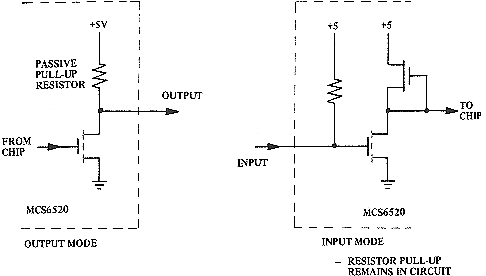 +5V
PASSIVE
PULL-UP
RESISTOR
OUTPUT
FROM
CHIP
MCS6520
OUTPUT MODE
+5
+5
TO
CHIP
INPUT
MCS6520
INPUT MODE
– RESISTOR PULL-UP
REMAINS IN CIRCUIT